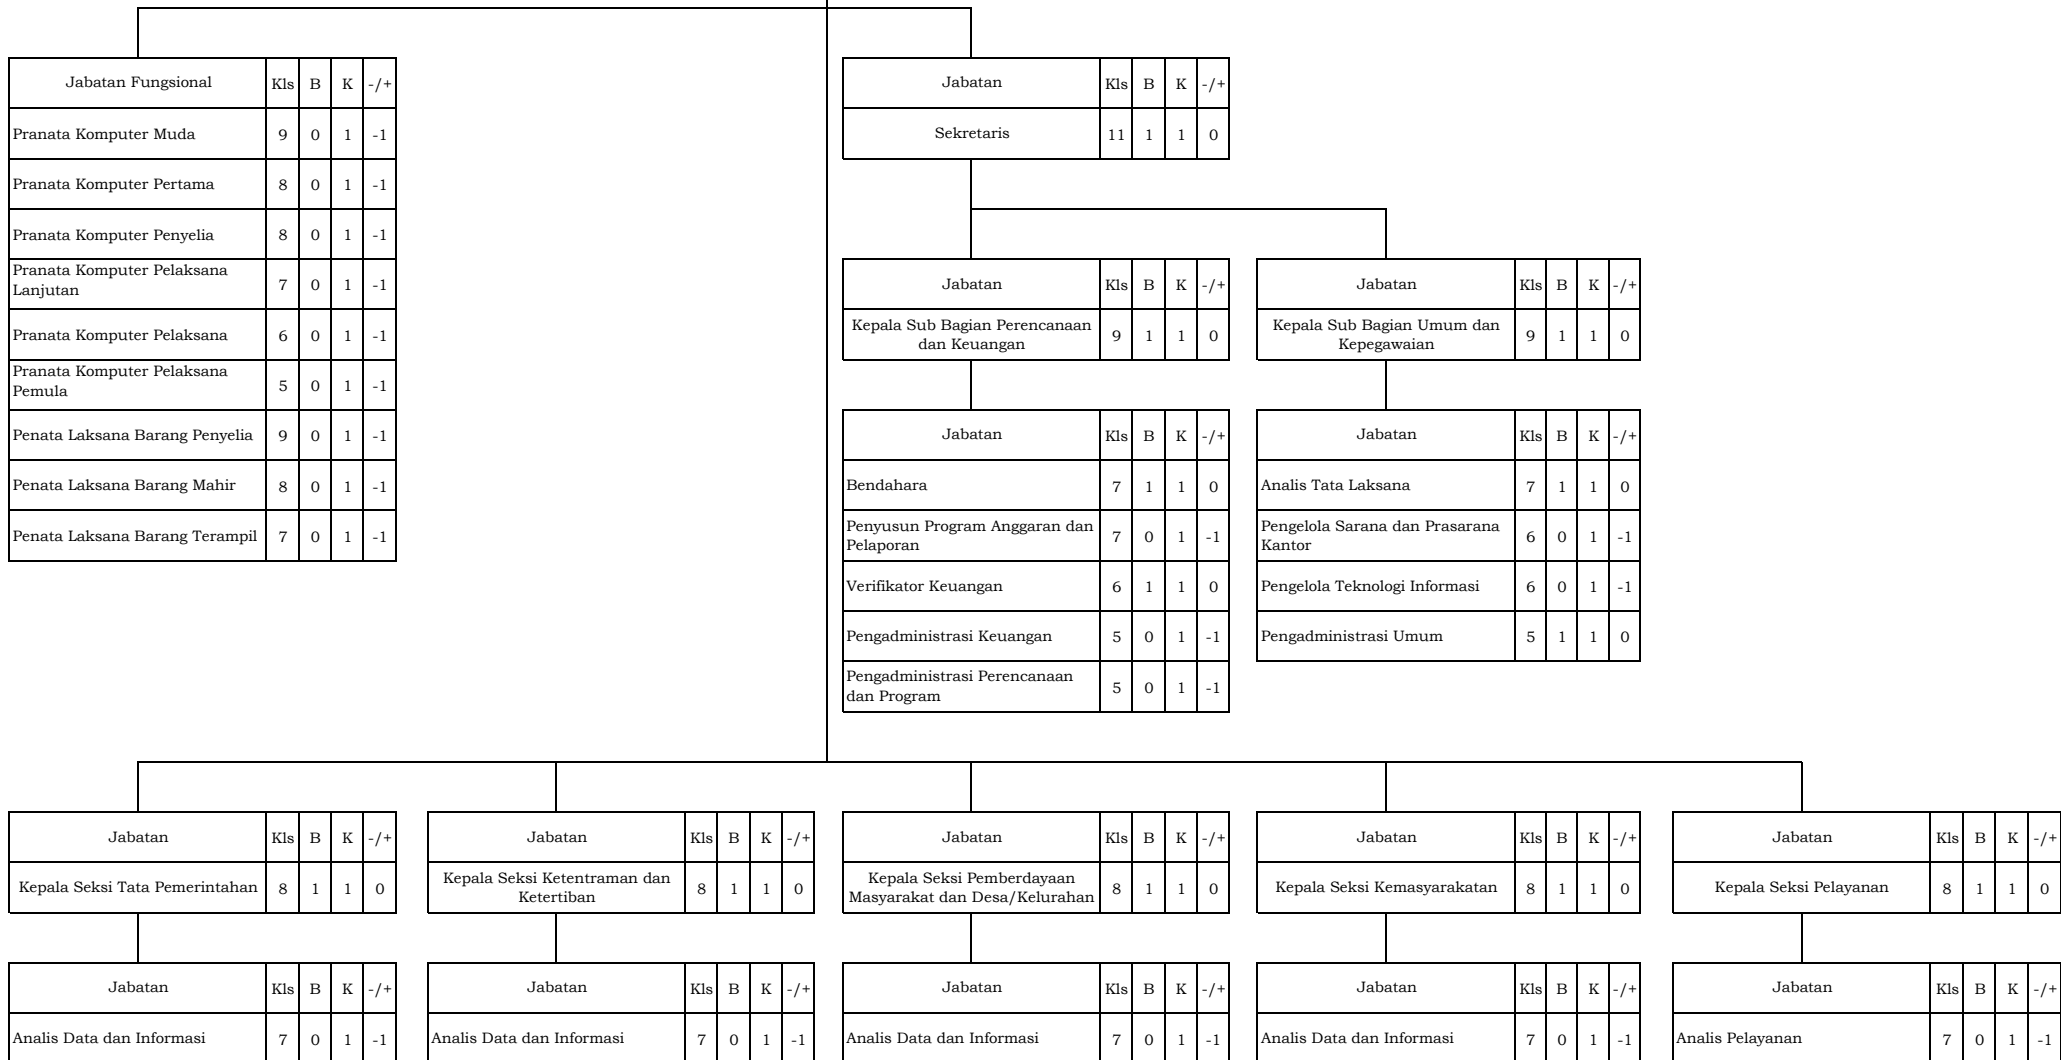 Jabatan Fungsional Kls B K -/+
Pranata Komputer Muda 9 0 1 -1
Pranata Komputer Pertama 8 0 1 -1
Pranata Komputer Penyelia 8 0 1 -1
Pranata Komputer Pelaksana
Lanjutan 7 0 1 -1
Pranata Komputer Pelaksana 6 0 1 -1
Pranata Komputer Pelaksana
Pemula 5 0 1 -1
Penata Laksana Barang Penyelia 9 0 1 -1
Penata Laksana Barang Mahir 8 0 1 -1
Penata Laksana Barang Terampil 7 0 1 -1
Jabatan Kls B K -/+
Sekretaris 11 1 1 0
Jabatan Kls B K -/+
Kepala Sub Bagian Perencanaan
dan Keuangan 9 1 1 0
Jabatan Kls B K -/+
Kepala Sub Bagian Umum dan
Kepegawaian 9 1 1 0
Jabatan Kls B K -/+
Bendahara 7 1 1 0
Penyusun Program Anggaran dan
Pelaporan 7 0 1 -1
Verifikator Keuangan 6 1 1 0
Pengadministrasi Keuangan 5 0 1 -1
Pengadministrasi Perencanaan
dan Program 5 0 1 -1
Jabatan Kls B K -/+
Analis Tata Laksana 7 1 1 0
Pengelola Sarana dan Prasarana
Kantor 6 0 1 -1
Pengelola Teknologi Informasi 6 0 1 -1
Pengadministrasi Umum 5 1 1 0
Jabatan Kls B K -/+
Kepala Seksi Tata Pemerintahan 8 1 1 0
Jabatan Kls B K -/+
Kepala Seksi Ketentraman dan
Ketertiban 8 1 1 0
Jabatan Kls B K -/+
Kepala Seksi Pemberdayaan
Masyarakat dan Desa/Kelurahan 8 1 1 0
Jabatan Kls B K -/+
Kepala Seksi Kemasyarakatan 8 1 1 0
Jabatan Kls B K -/+
Kepala Seksi Pelayanan 8 1 1 0
Jabatan Kls B K -/+
Analis Data dan Informasi 7 0 1 -1
Jabatan Kls B K -/+
Analis Data dan Informasi 7 0 1 -1
Jabatan Kls B K -/+
Analis Data dan Informasi 7 0 1 -1
Jabatan Kls B K -/+
Analis Data dan Informasi 7 0 1 -1
Jabatan Kls B K -/+
Analis Pelayanan 7 0 1 -1